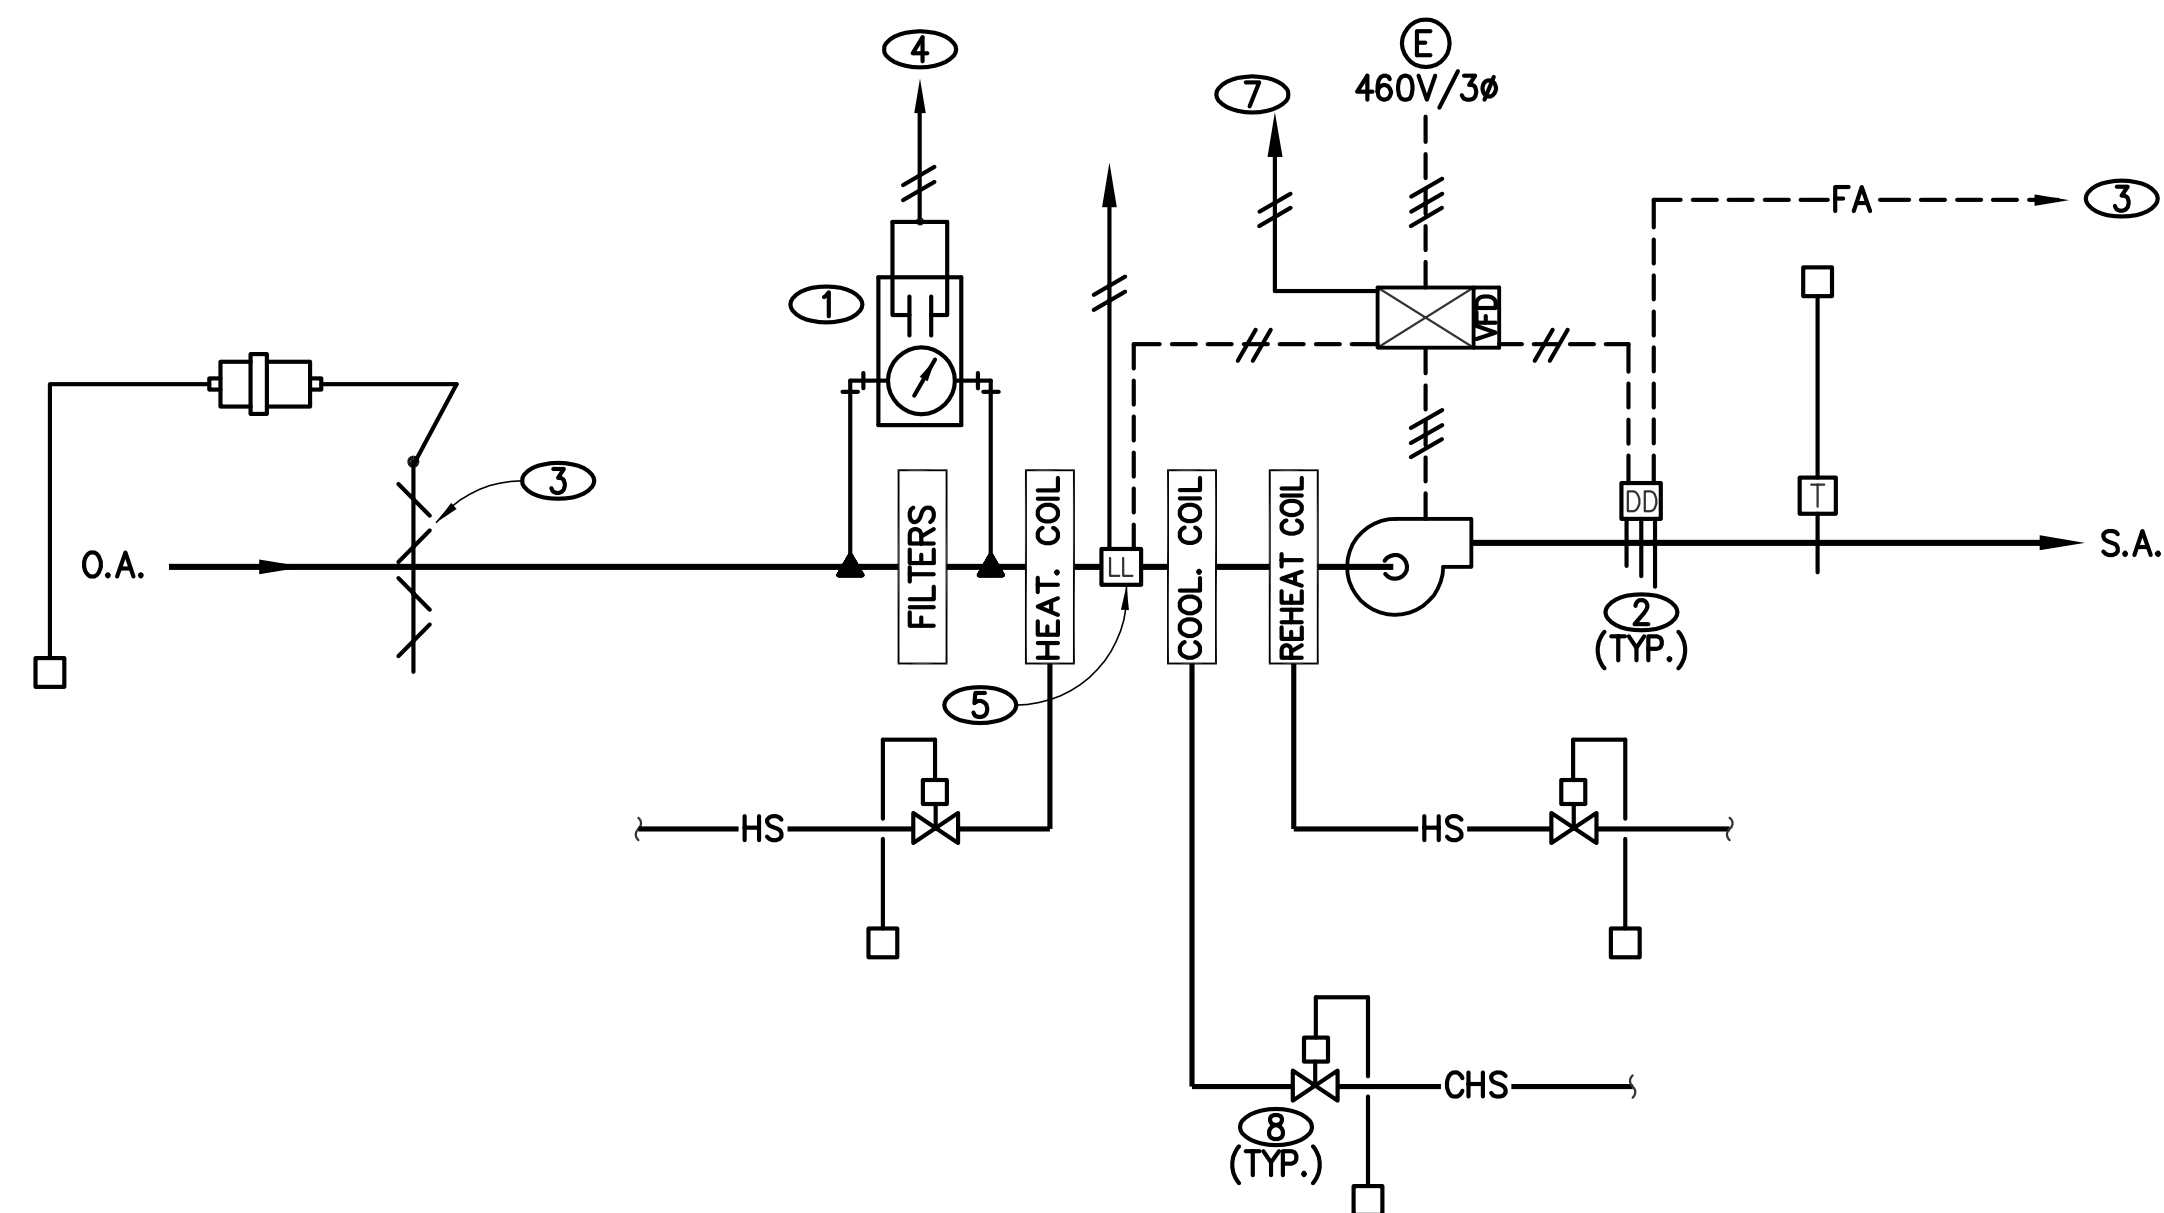 4
E
460V/3ø
7
FA
3
1
VFD
3
T
DD
O.A.
FILTERS
HEAT. COIL
LL
COOL. COIL
REHEAT COIL
S.A.
2
(TYP.)
5
HS
HS
CHS
8
(TYP.)